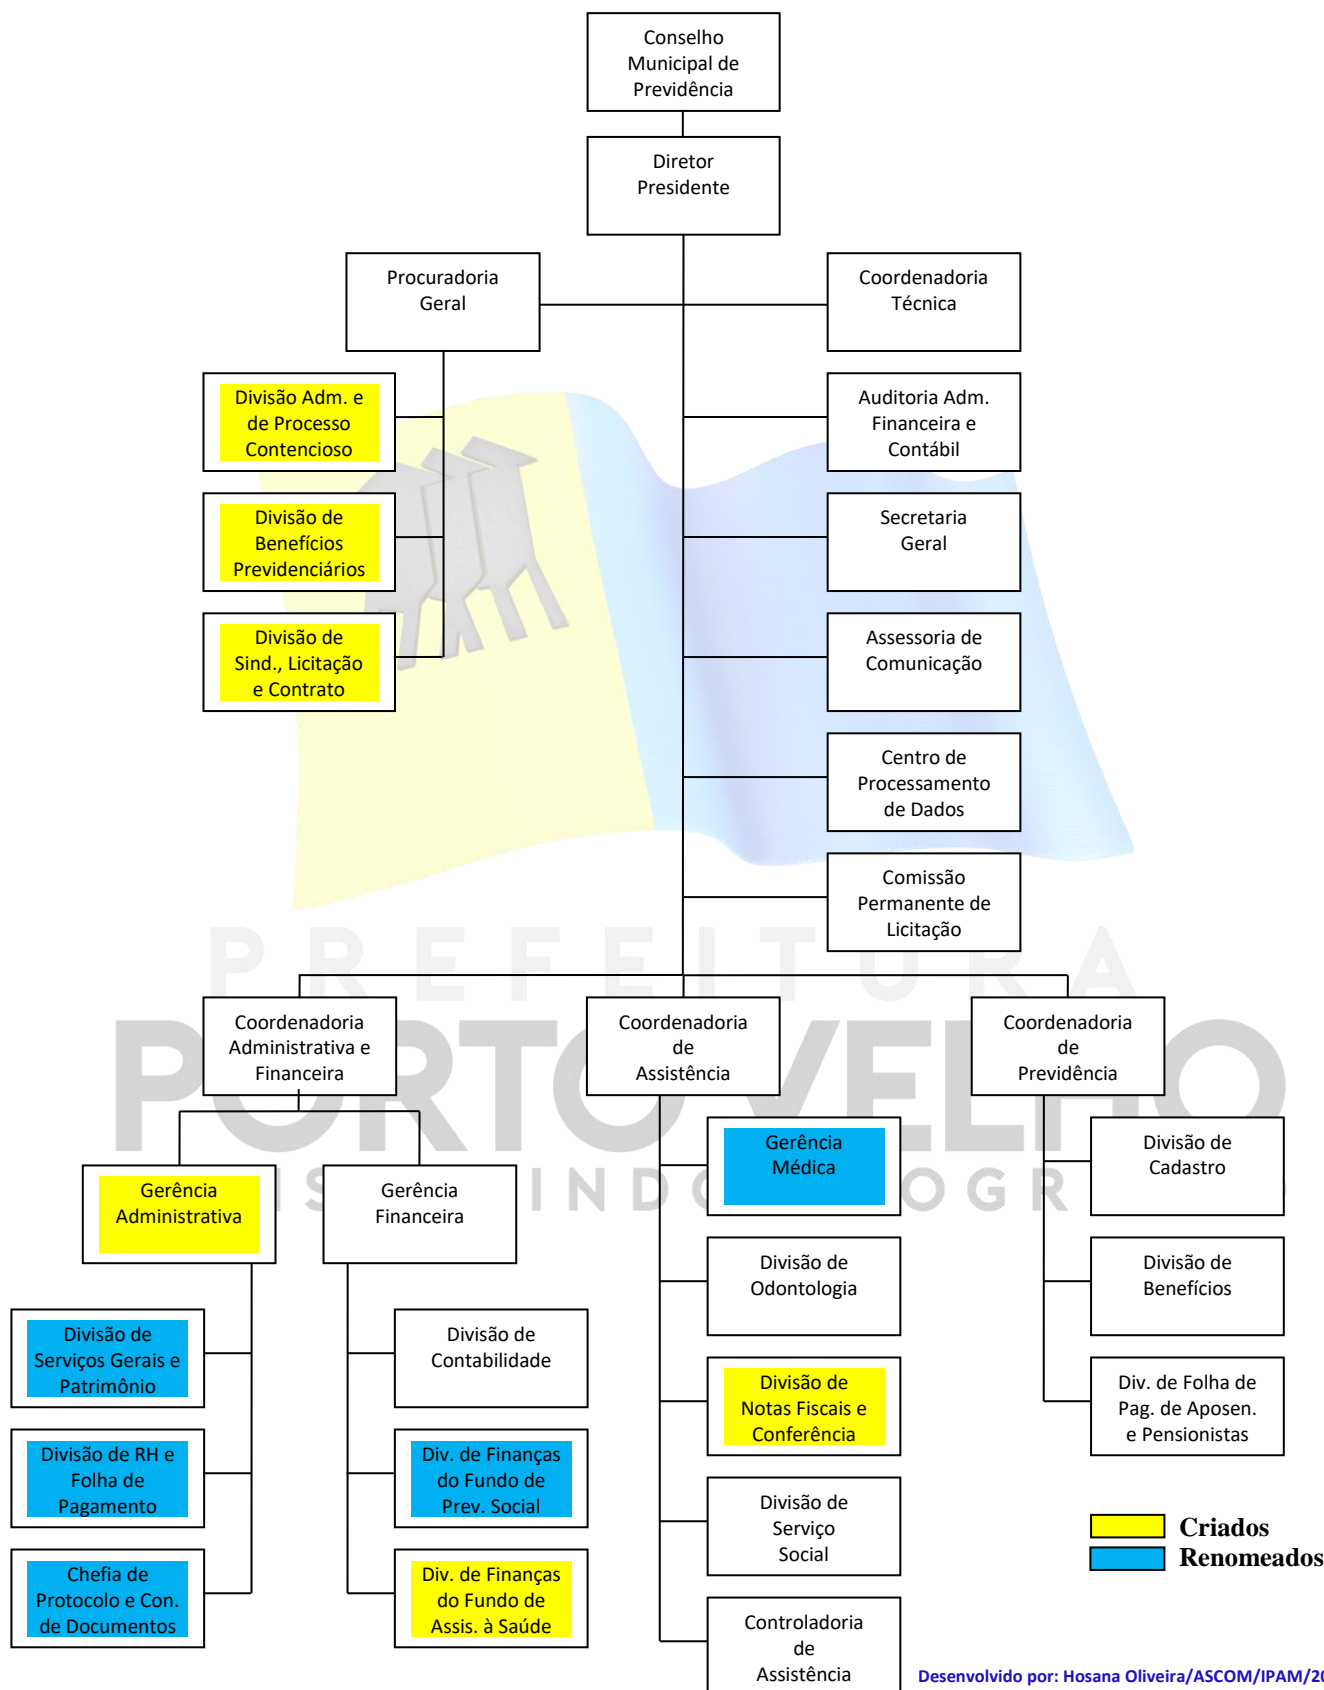 Conselho
Municipal de
Previdência
Diretor
Presidente
Procuradoria
Geral
Coordenadoria
Técnica
Divisão Adm. e
de Processo
Contencioso
Auditoria Adm.
Financeira e
Contábil
Divisão de
Benefícios
Previdenciários
Secretaria
Geral
Divisão de
Sind., Licitação
e Contrato
Assessoria de
Comunicação
Centro de
Processamento
de Dados
Comissão
Permanente de
Licitação
PREFEITURA
PORTO VELHO
Coordenadoria
Administrativa e
Financeira
Coordenadoria
de
Assistência
Coordenadoria
de
Previdência
Gerência
Administrativa
Gerência
Financeira
Gerência
Médica
Divisão de
Cadastro
Divisão de
Odontologia
Divisão de
Benefícios
Divisão de
Serviços Gerais e
Patrimônio
Divisão de
Contabilidade
Divisão de
Notas Fiscais e
Conferência
Div. de Folha de
Pag. de Aposen.
e Pensionistas
Divisão de RH e
Folha de
Pagamento
Div. de Finanças
do Fundo de
Prev. Social
Divisão de
Serviço
Social
Criados
Renomeados
Chefia de
Protocolo e Con.
de Documentos
Div. de Finanças
do Fundo de
Assis. à Saúde
Controladoria
de
Assistência
Desenvolvido por: Hosana Oliveira/ASCOM/IPAM/20